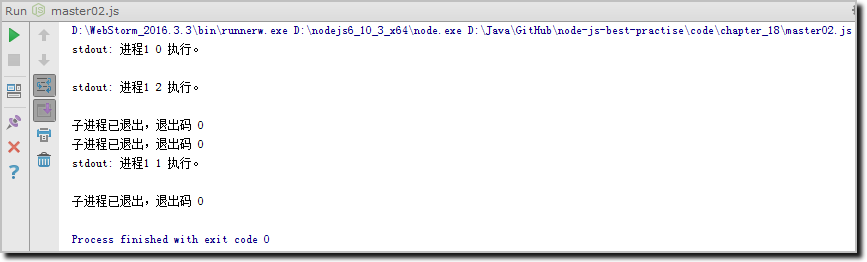 Run master02.js
D:\WebStorm_2016.3.3\bin\runnerw.exe D:\nodejs6_10_3_x64\node.exe D:\Java\GitHub\node-js-best-practise\code\chapter_18\master02.js
stdout: 进程1 0 执行。
stdout: 进程1 2 执行。
子进程已退出，退出码 0
子进程已退出，退出码 0
stdout: 进程1 1 执行。
子进程已退出，退出码 0
Process finished with exit code 0